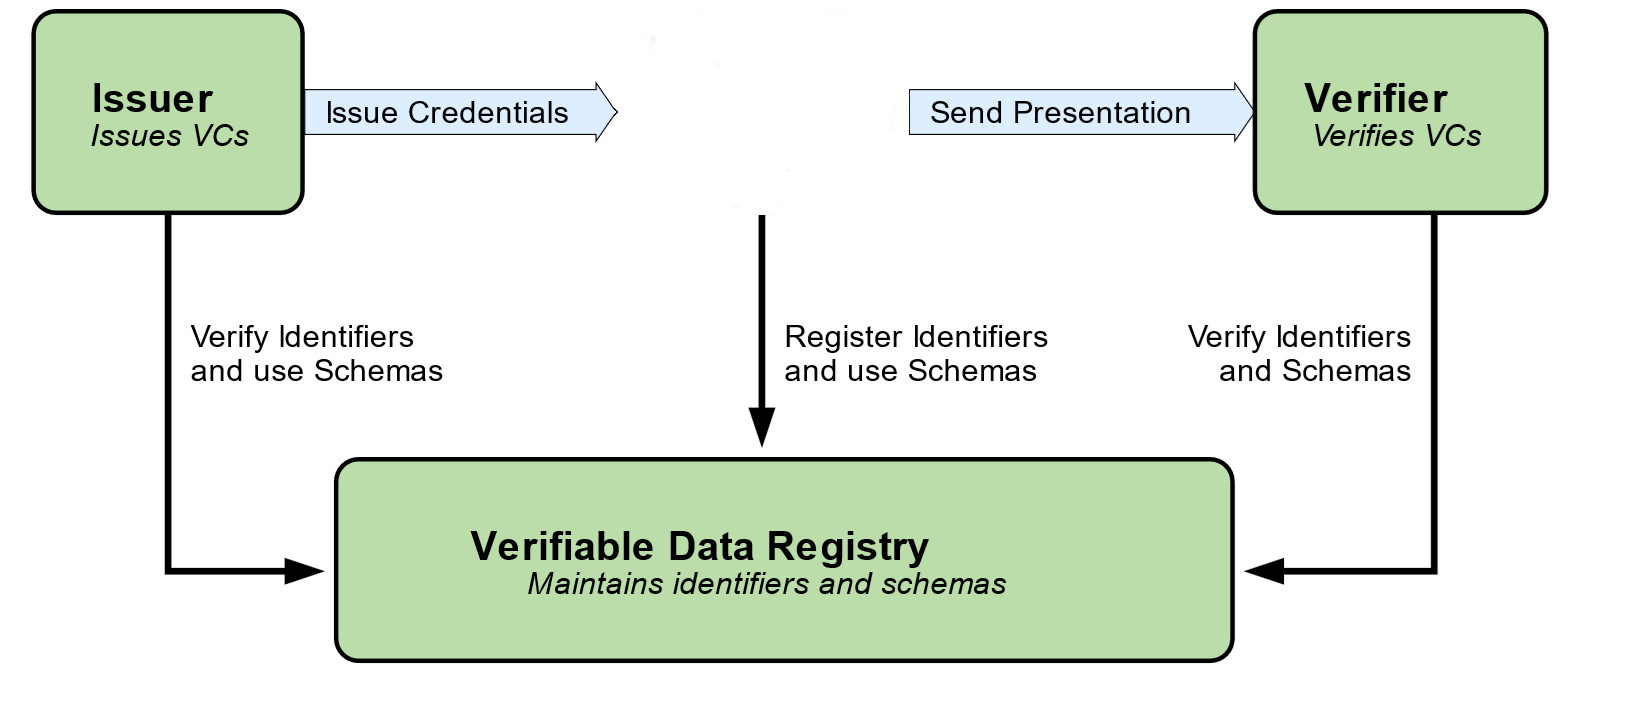 Issuer
Issues VCs
Issue Credentials
Send Presentation
Verifier
Verifies VCs
Verify Identifiers
and use Schemas
Register Identifiers
and use Schemas
Verify Identifiers
and Schemas
Verifiable Data Registry
Maintains identifiers and schemas